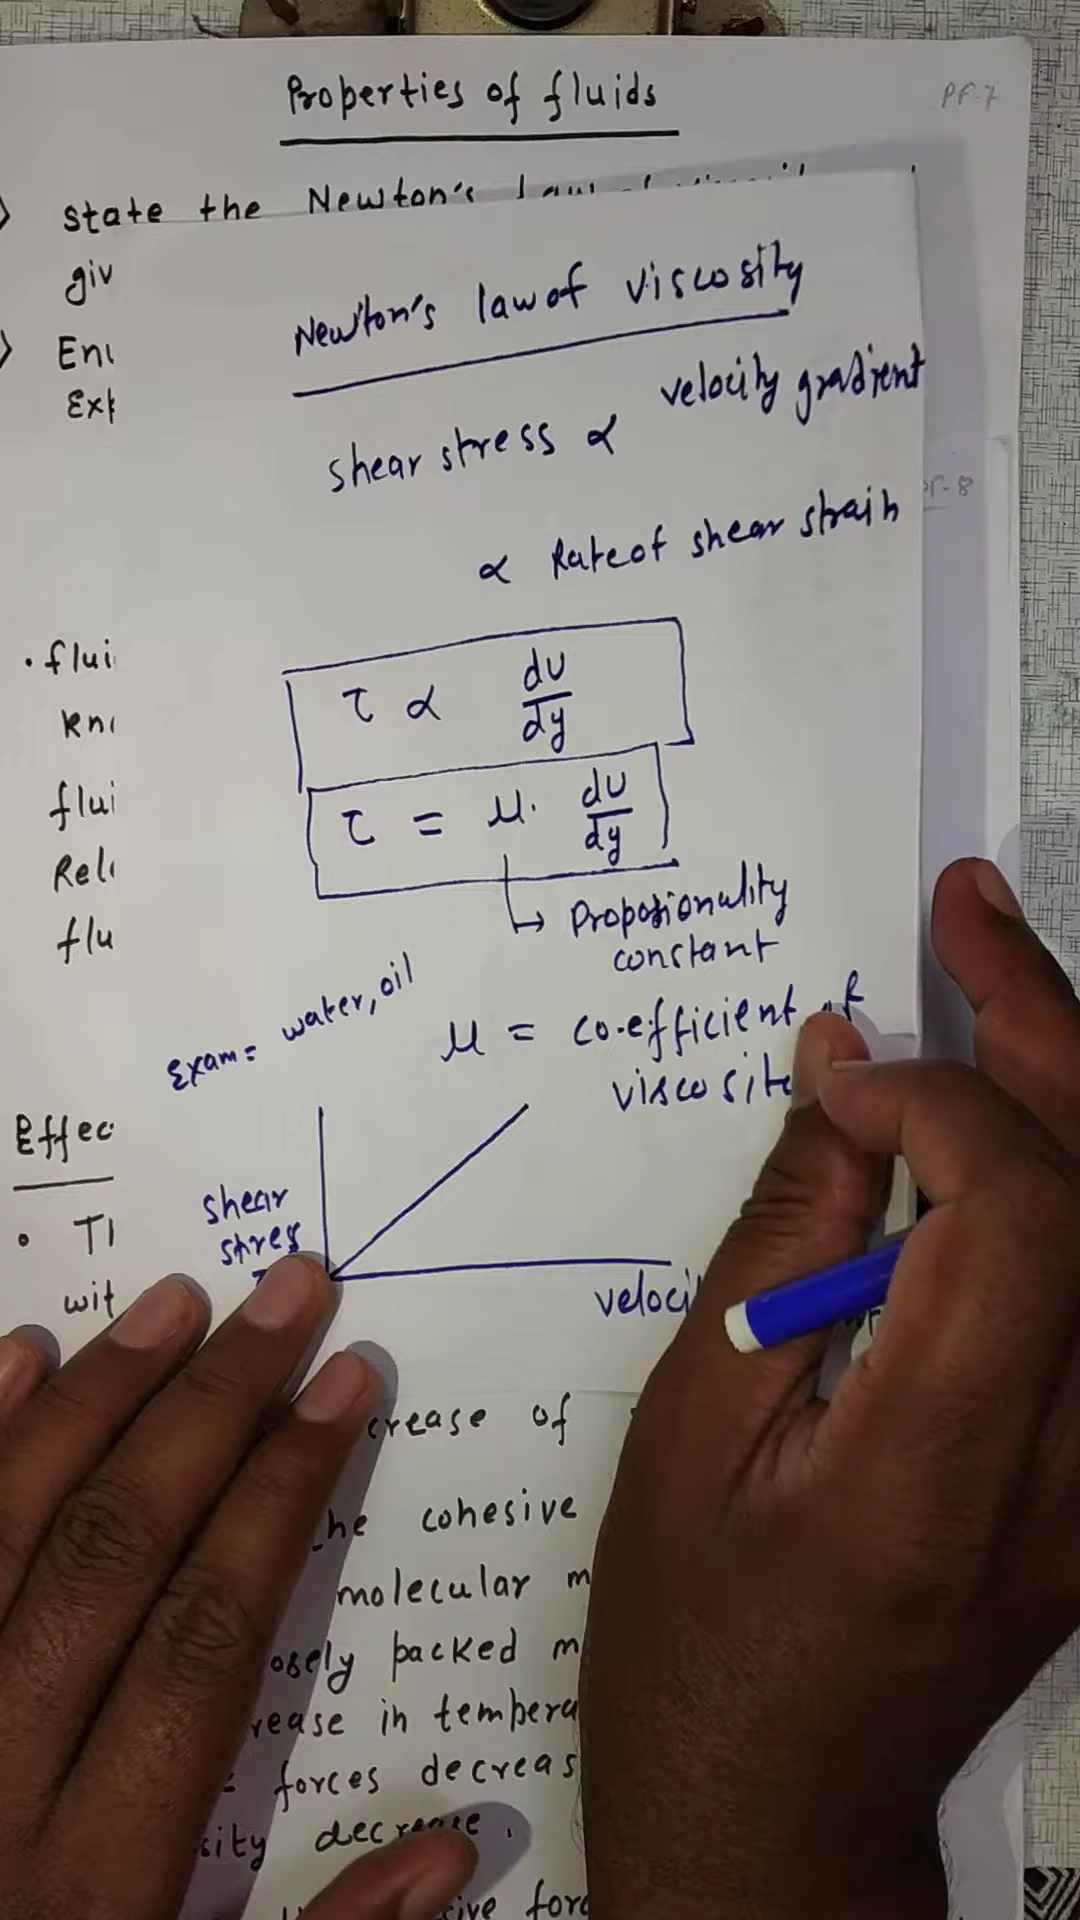 Properties of fluids
PF-7
state the Newton's
giv
Exp
Newton's law of viscosity
shear stress ∝ velocity gradient
∝ Rate of shear strain
τ ∝ du/dy
τ = μ. du/dy
Proportionality
constant
Exam= water, oil
μ = co-efficient of
viscosit
shear
stress
veloci
• flui
kn
flui
Rel
flu
Effec
• T
wit
crease of
he cohesive
molecular m
osely packed m
rease in tempera
forces decreas
sity decrease.
ive forc